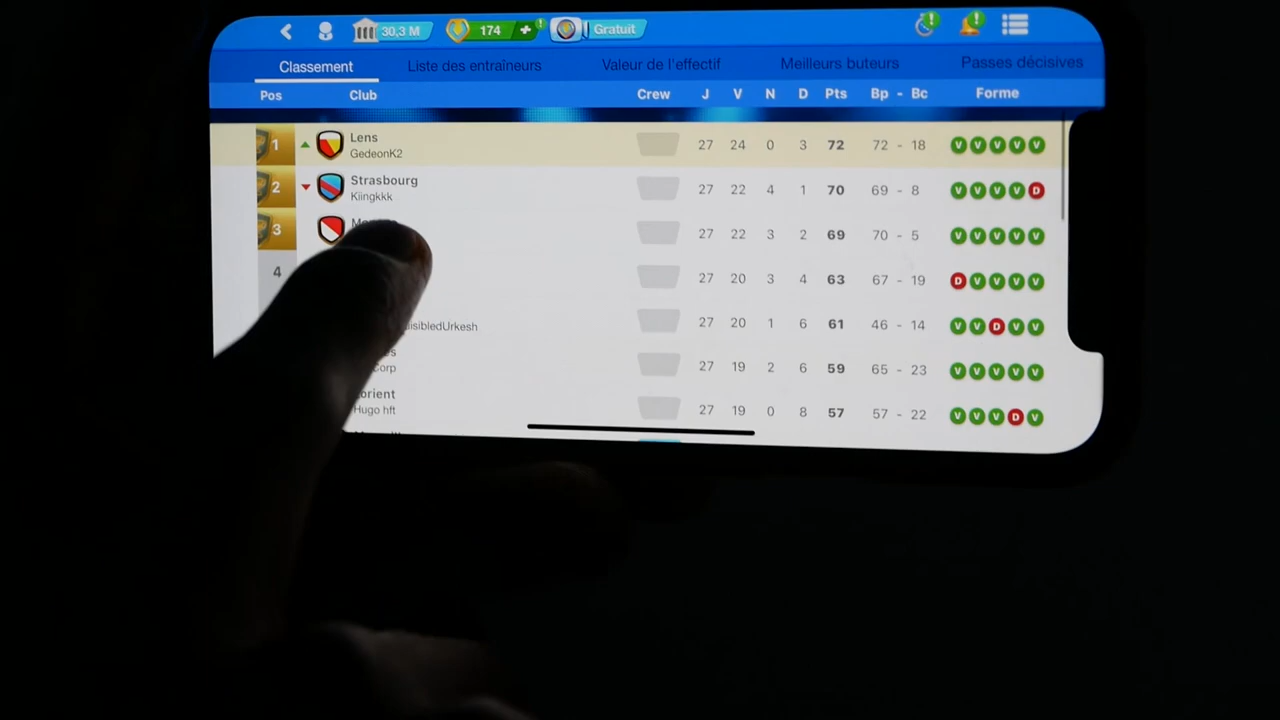 30,3 M 174 + ! Gratuit ! !
Classement Liste des entraîneurs Valeur de l'effectif Meilleurs buteurs Passes décisives
Pos Club Crew J V N D Pts Bp - Bc Forme
1 Lens 27 24 0 3 72 72 - 18 V V V V V
GedeonK2
2 Strasbourg 27 22 4 1 70 69 - 8 V V V V D
Kiingkkk
3 27 22 3 2 69 70 - 5 V V V V V
4 27 20 3 4 63 67 - 19 D V V V V
27 20 1 6 61 46 - 14 V V D V V
27 19 2 6 59 65 - 23 V V V V V
Corp
orient 27 19 0 8 57 57 - 22 V V V D V
Hugo hft